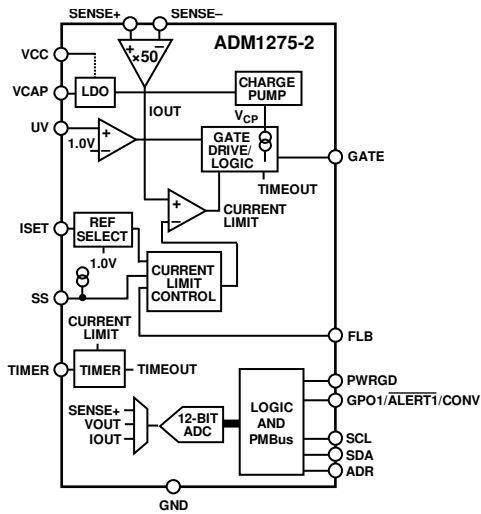 SENSE+ SENSE–
ADM1275-2
VCC
+ – ×50
VCAP
LDO
CHARGE
PUMP
IOUT
VCP
UV
+
1.0V –
GATE
DRIVE/
LOGIC
GATE
TIMEOUT
+
–
CURRENT
LIMIT
ISET
REF
SELECT
1.0V
CURRENT
LIMIT
CONTROL
SS
CURRENT
LIMIT
FLB
TIMER
TIMER
TIMEOUT
PWRGD
GPO1/ALERT1/CONV
SENSE+
VOUT
IOUT
12-BIT
ADC
LOGIC
AND
PMBus
SCL
SDA
ADR
GND